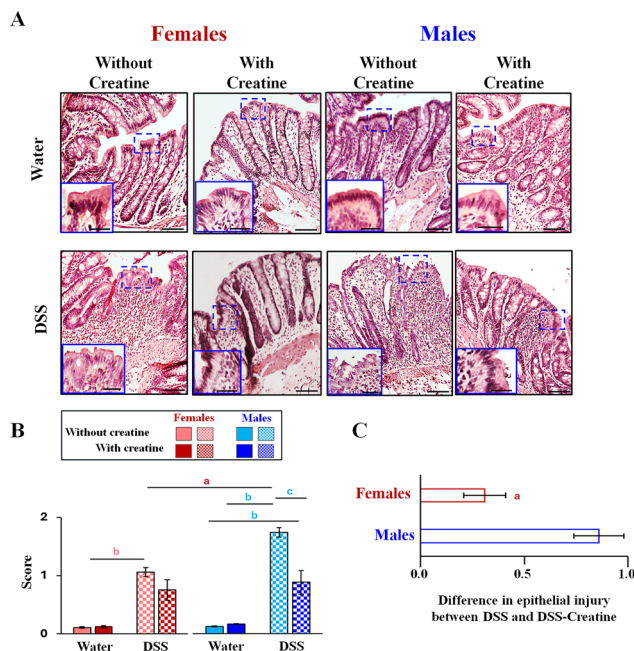 A
Females
Males
Without Creatine
With Creatine
Without Creatine
With Creatine
Water
DSS
B
Females Males
Without creatine
With creatine
a
b
c
b
b
2
1
0
Score
Water DSS Water DSS
C
Females
a
Males
0.0 0.5 1.0
Difference in epithelial injury
between DSS and DSS-Creatine